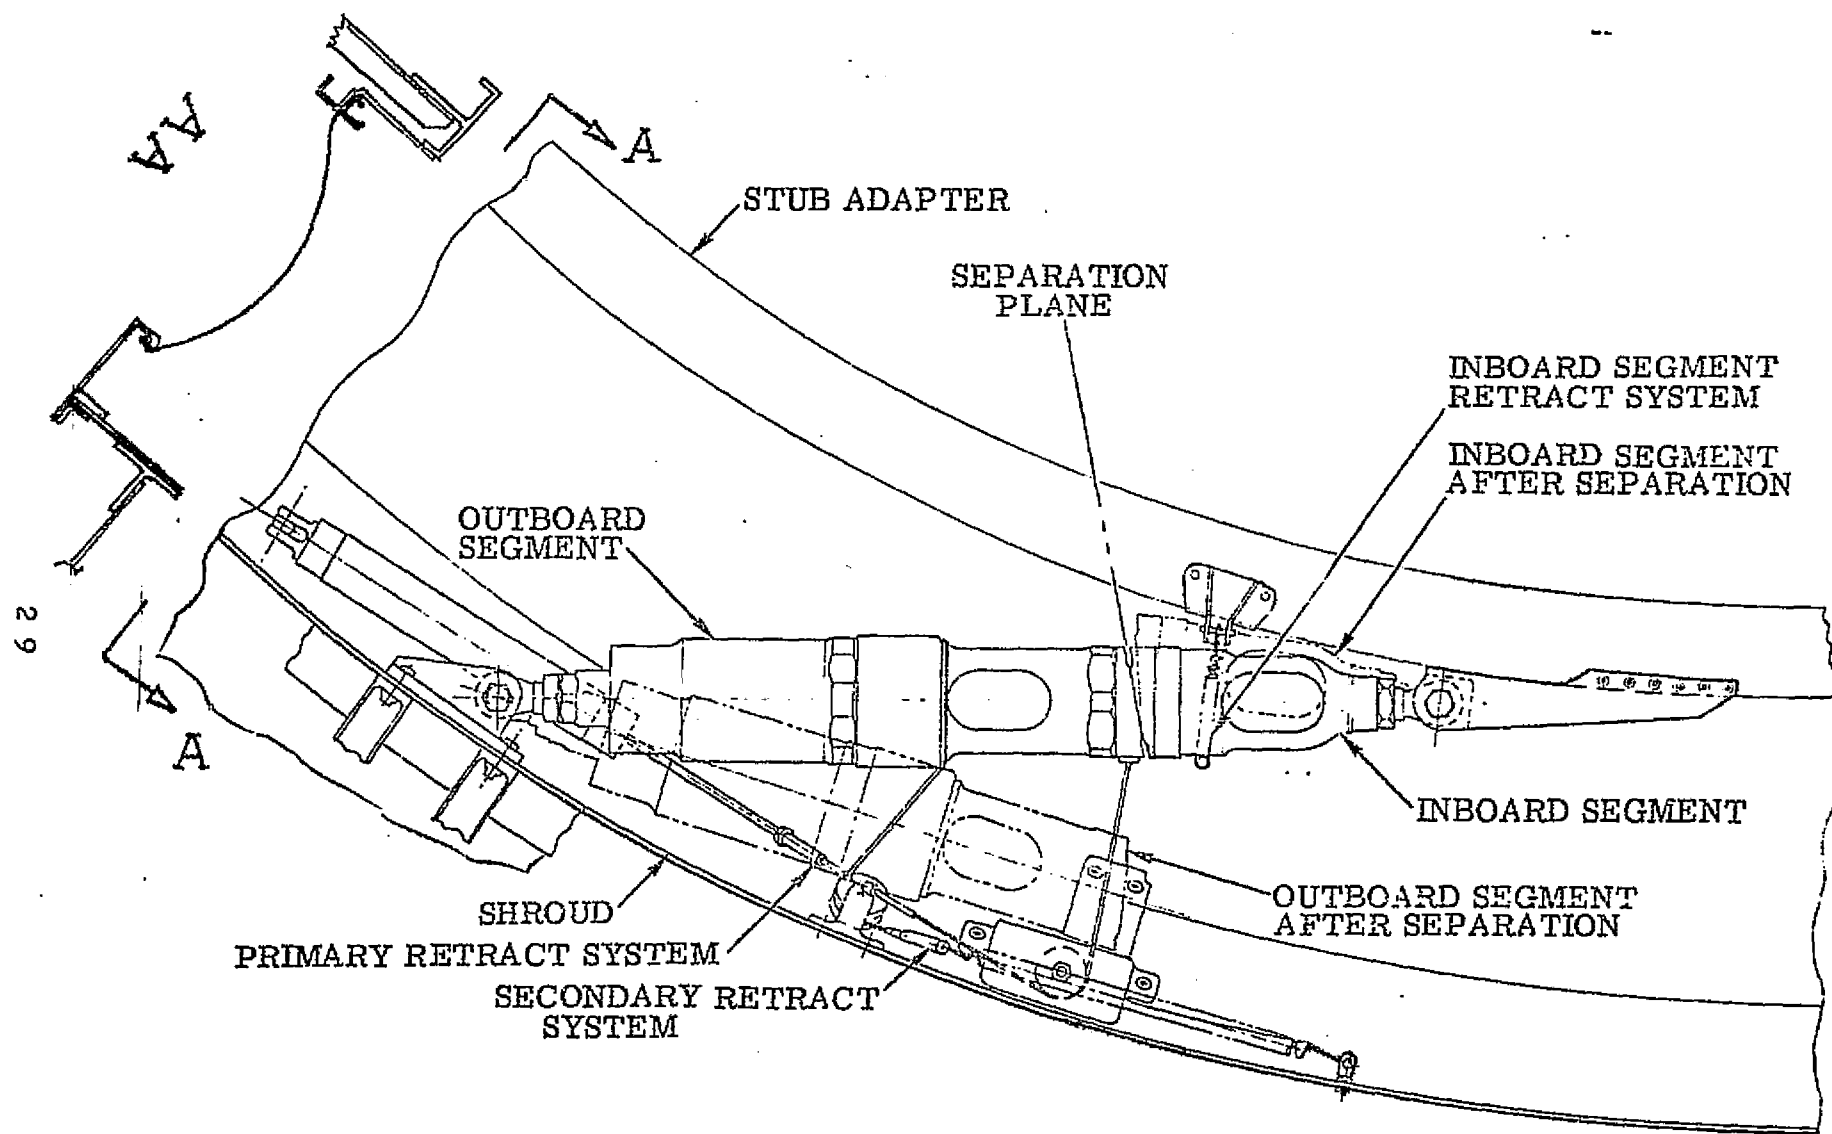 AA
A
STUB ADAPTER
SEPARATION
PLANE
INBOARD SEGMENT
RETRACT SYSTEM
INBOARD SEGMENT
AFTER SEPARATION
OUTBOARD
SEGMENT
29
A
INBOARD SEGMENT
OUTBOARD SEGMENT
AFTER SEPARATION
SHROUD
PRIMARY RETRACT SYSTEM
SECONDARY RETRACT
SYSTEM